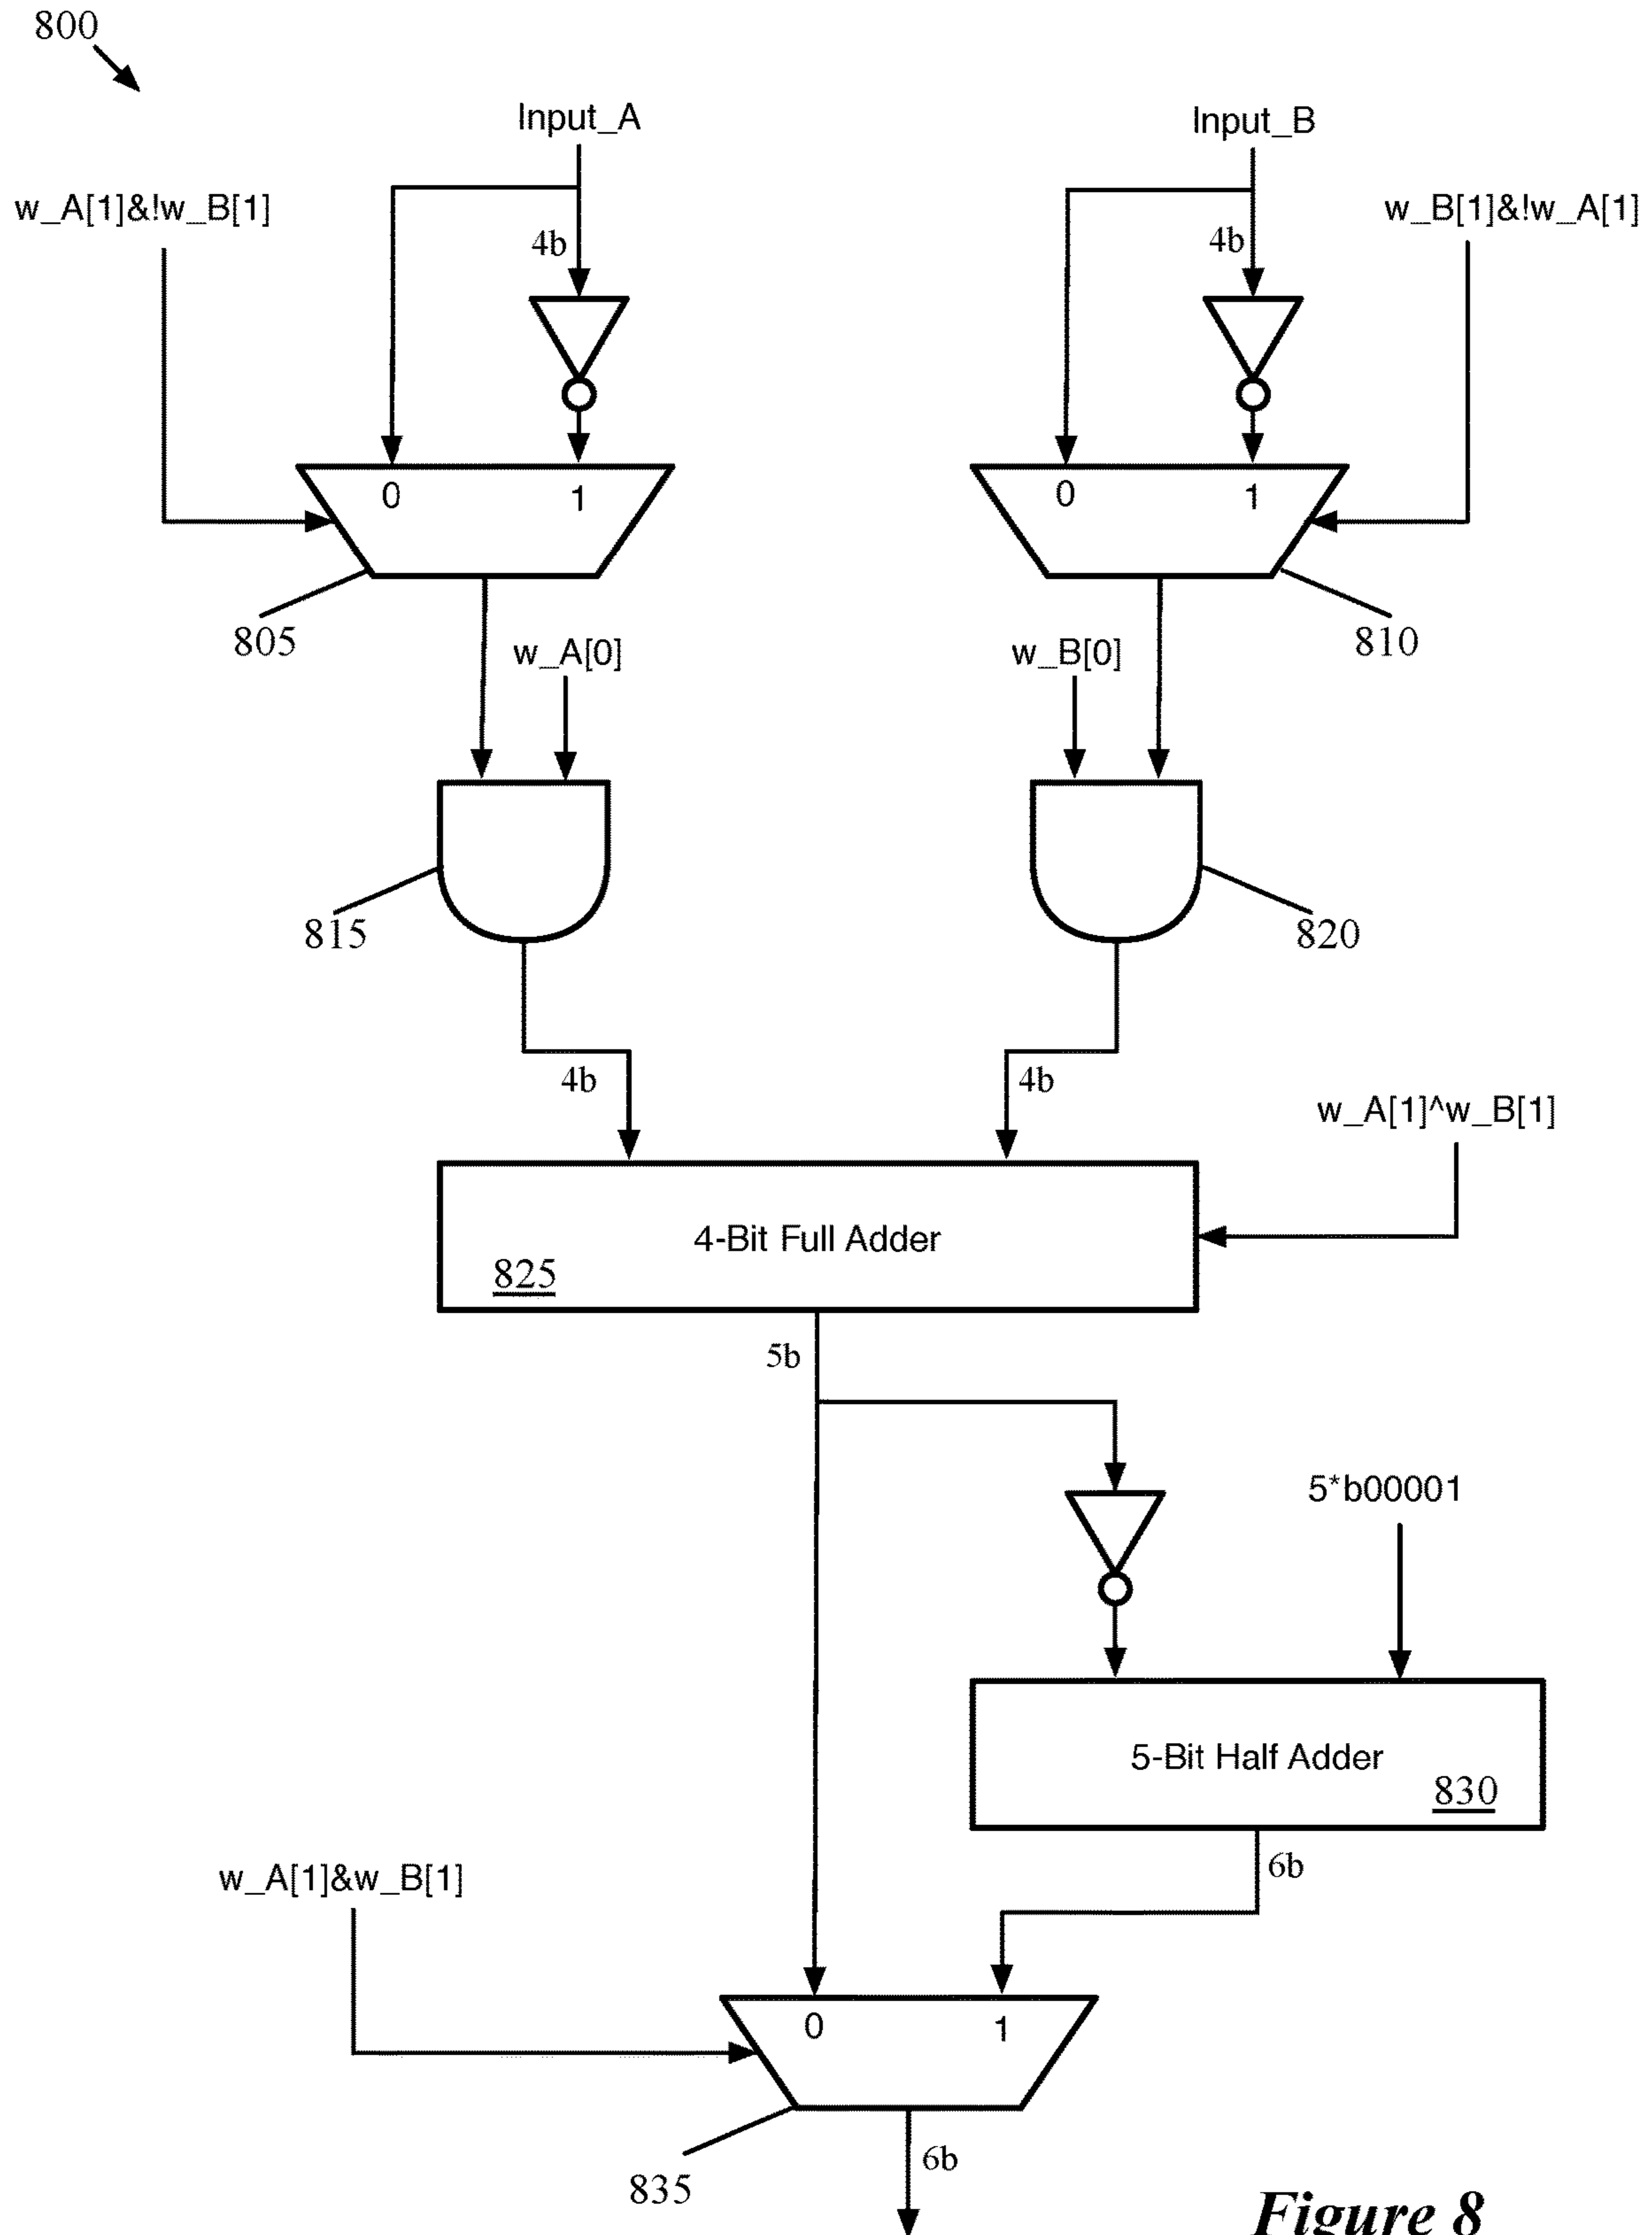 800
Input_A
Input_B
w_A[1]&!w_B[1]
w_B[1]&!w_A[1]
4b
4b
0
1
0
1
805
810
w_A[0]
w_B[0]
815
820
4b
4b
w_A[1]^w_B[1]
4-Bit Full Adder
825
5b
5*b00001
5-Bit Half Adder
830
6b
w_A[1]&w_B[1]
0
1
835
6b
Figure 8